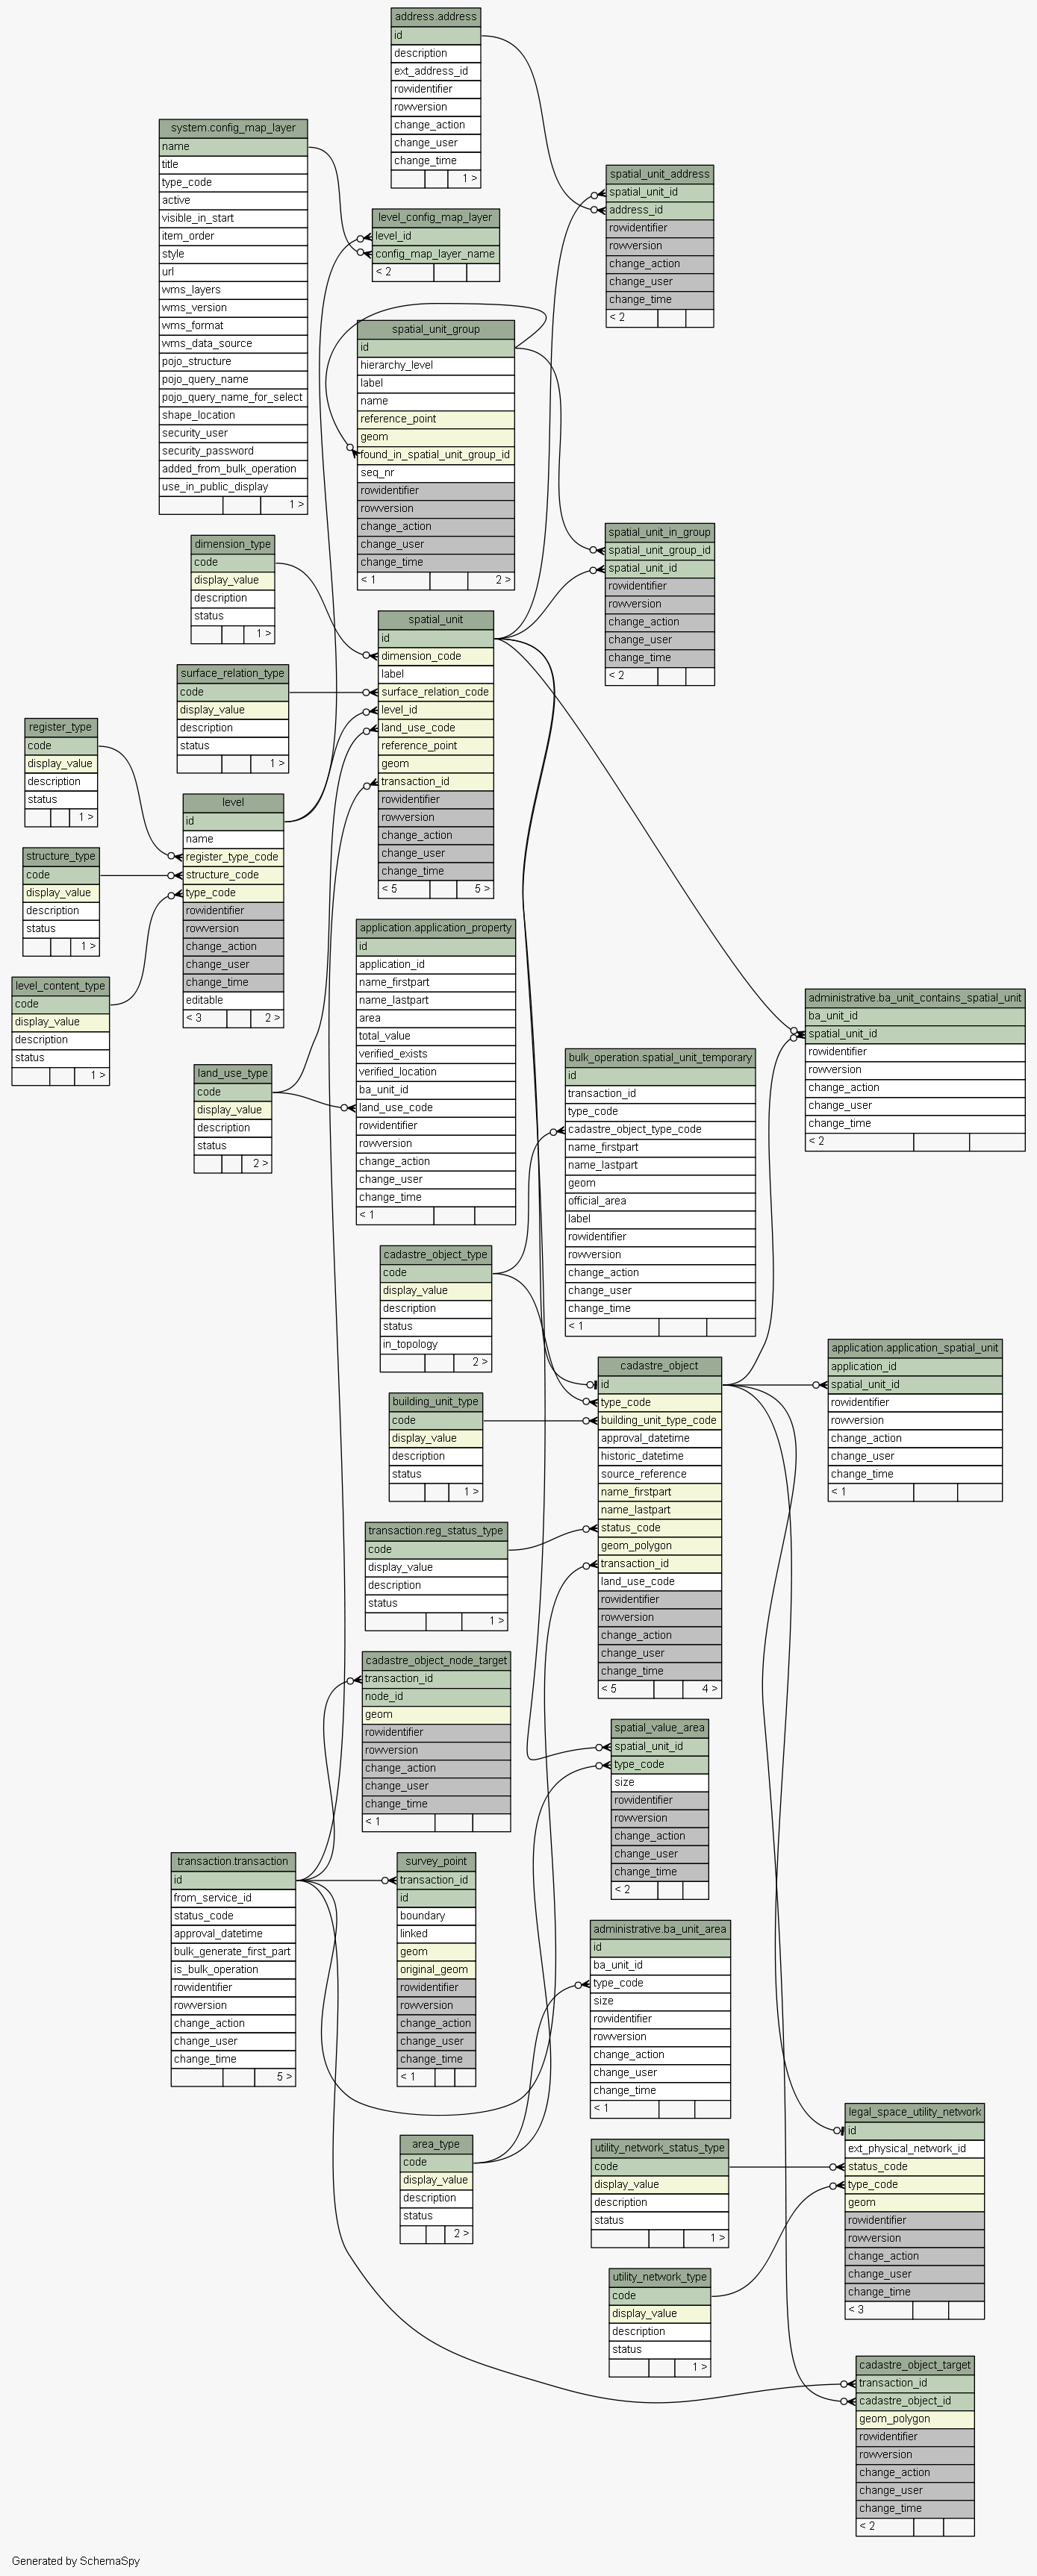 address.address
id
description
ext_address_id
rowidentifier
rowversion
change_action
change_user
change_time
1 >
system.config_map_layer
name
title
type_code
active
visible_in_start
item_order
style
url
wms_layers
wms_version
wms_format
wms_data_source
pojo_structure
pojo_query_name
pojo_query_name_for_select
shape_location
security_user
security_password
added_from_bulk_operation
use_in_public_display
1 >
spatial_unit_address
spatial_unit_id
address_id
rowidentifier
rowversion
change_action
change_user
change_time
< 2
level_config_map_layer
level_id
config_map_layer_name
< 2
spatial_unit_group
id
hierarchy_level
label
name
reference_point
geom
found_in_spatial_unit_group_id
seq_nr
rowidentifier
rowversion
change_action
change_user
change_time
< 1 2 >
spatial_unit_in_group
spatial_unit_group_id
spatial_unit_id
rowidentifier
rowversion
change_action
change_user
change_time
< 2
dimension_type
code
display_value
description
status
1 >
spatial_unit
id
dimension_code
label
surface_relation_code
level_id
land_use_code
reference_point
geom
transaction_id
rowidentifier
rowversion
change_action
change_user
change_time
< 5 5 >
surface_relation_type
code
display_value
description
status
1 >
register_type
code
display_value
description
status
1 >
level
id
name
register_type_code
structure_code
type_code
rowidentifier
rowversion
change_action
change_user
change_time
editable
< 3 2 >
structure_type
code
display_value
description
status
1 >
level_content_type
code
display_value
description
status
1 >
application.application_property
id
application_id
name_firstpart
name_lastpart
area
total_value
verified_exists
verified_location
ba_unit_id
land_use_code
rowidentifier
rowversion
change_action
change_user
change_time
< 1
land_use_type
code
display_value
description
status
2 >
administrative.ba_unit_contains_spatial_unit
ba_unit_id
spatial_unit_id
rowidentifier
rowversion
change_action
change_user
change_time
< 2
bulk_operation.spatial_unit_temporary
id
transaction_id
type_code
cadastre_object_type_code
name_firstpart
name_lastpart
geom
official_area
label
rowidentifier
rowversion
change_action
change_user
change_time
< 1
cadastre_object_type
code
display_value
description
status
in_topology
2 >
cadastre_object
id
type_code
building_unit_type_code
approval_datetime
historic_datetime
source_reference
name_firstpart
name_lastpart
status_code
geom_polygon
transaction_id
land_use_code
rowidentifier
rowversion
change_action
change_user
change_time
< 5 4 >
application.application_spatial_unit
application_id
spatial_unit_id
rowidentifier
rowversion
change_action
change_user
change_time
< 1
building_unit_type
code
display_value
description
status
1 >
transaction.reg_status_type
code
display_value
description
status
1 >
cadastre_object_node_target
transaction_id
node_id
geom
rowidentifier
rowversion
change_action
change_user
change_time
< 1
spatial_value_area
spatial_unit_id
type_code
size
rowidentifier
rowversion
change_action
change_user
change_time
< 2
transaction.transaction
id
from_service_id
status_code
approval_datetime
bulk_generate_first_part
is_bulk_operation
rowidentifier
rowversion
change_action
change_user
change_time
5 >
survey_point
transaction_id
id
boundary
linked
geom
original_geom
rowidentifier
rowversion
change_action
change_user
change_time
< 1
administrative.ba_unit_area
id
ba_unit_id
type_code
size
rowidentifier
rowversion
change_action
change_user
change_time
< 1
legal_space_utility_network
id
ext_physical_network_id
status_code
type_code
geom
rowidentifier
rowversion
change_action
change_user
change_time
< 3
area_type
code
display_value
description
status
2 >
utility_network_status_type
code
display_value
description
status
1 >
utility_network_type
code
display_value
description
status
1 >
cadastre_object_target
transaction_id
cadastre_object_id
geom_polygon
rowidentifier
rowversion
change_action
change_user
change_time
< 2
Generated by SchemaSpy